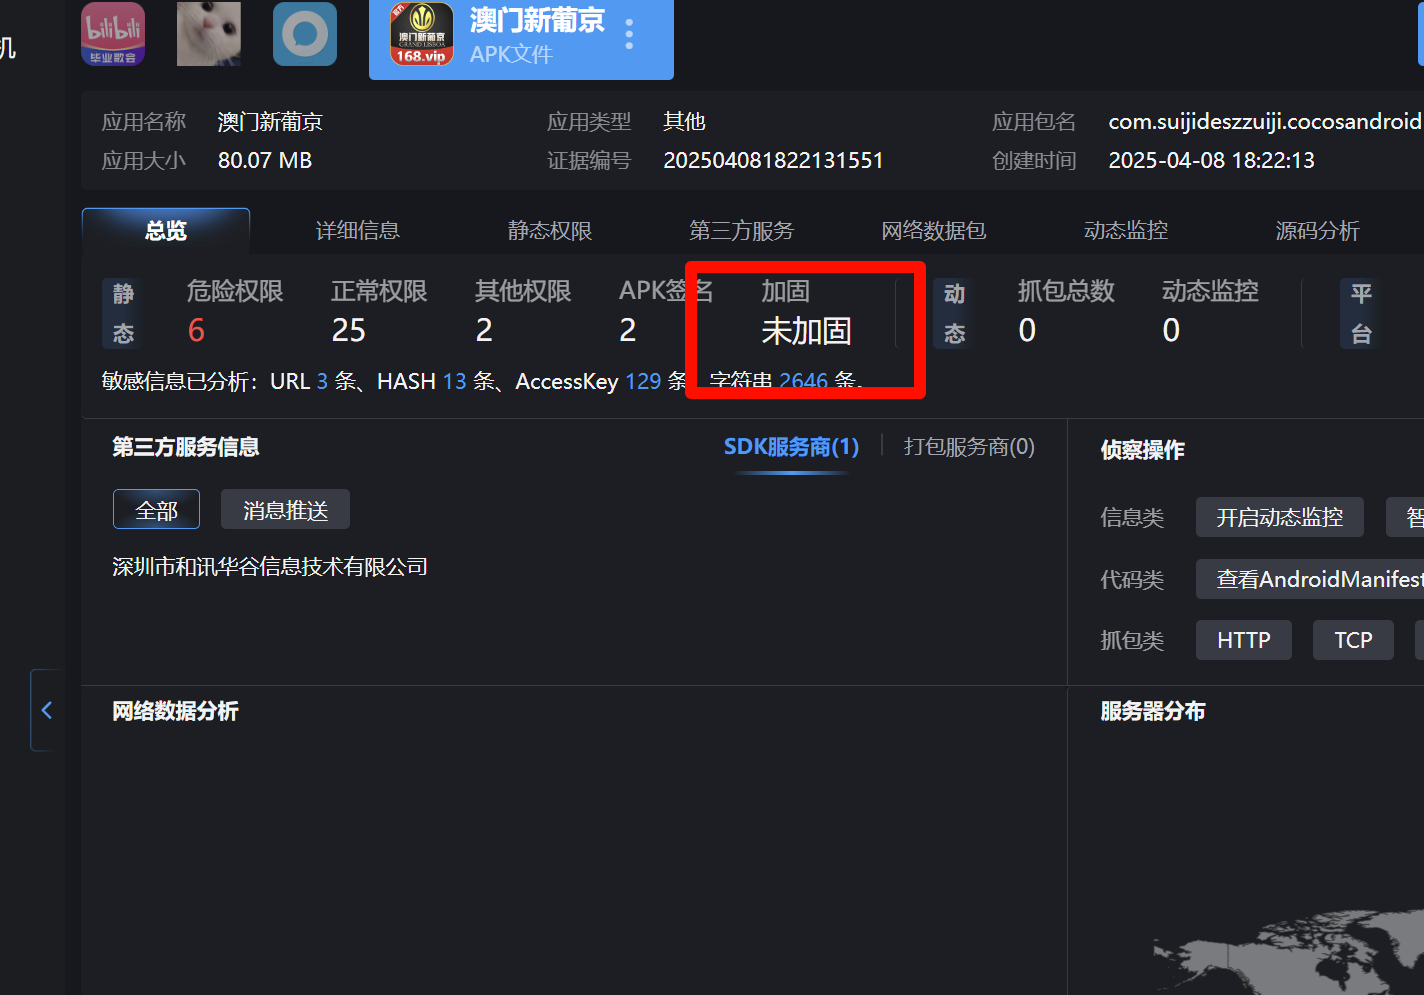 机
bilibili
毕业歌会
官方
澳门新葡京
GRAND LISBOA
168.vip
澳门新葡京
APK文件
应用名称 澳门新葡京 应用类型 其他 应用包名 com.suijideszzuiji.cocosandroid
应用大小 80.07 MB 证据编号 202504081822131551 创建时间 2025-04-08 18:22:13
总览 详细信息 静态权限 第三方服务 网络数据包 动态监控 源码分析
静态 危险权限 正常权限 其他权限 APK签名 加固 动态 抓包总数 动态监控 平台
6 25 2 2 未加固 0 0
敏感信息已分析：URL 3 条、HASH 13 条、AccessKey 129 条 字符串 2646 条。
第三方服务信息 SDK服务商(1) 打包服务商(0) 侦察操作
全部 消息推送 信息类 开启动态监控 智
深圳市和讯华谷信息技术有限公司 代码类 查看AndroidManifest
抓包类 HTTP TCP
网络数据分析 服务器分布